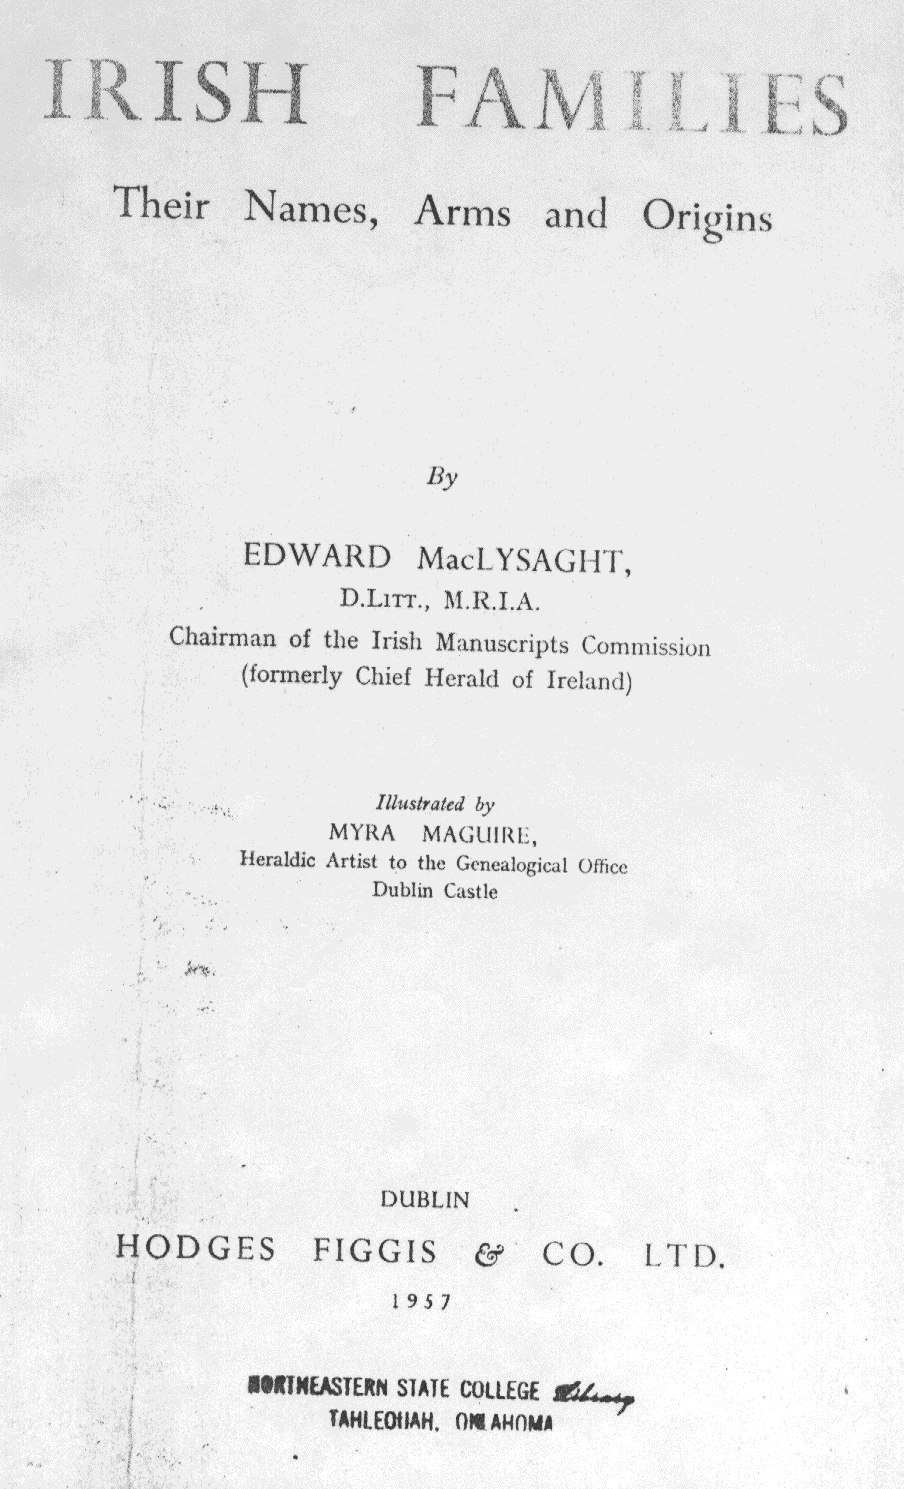 IRISH FAMILIES
Their Names, Arms and Origins
By
EDWARD MacLYSAGHT,
D.LITT., M.R.I.A.
Chairman of the Irish Manuscripts Commission
(formerly Chief Herald of Ireland)
Illustrated by
MYRA MAGUIRE,
Heraldic Artist to the Genealogical Office
Dublin Castle
DUBLIN
HODGES FIGGIS & CO. LTD.
1957
NORTHEASTERN STATE COLLEGE Library
TAHLEQUAH, OKLAHOMA